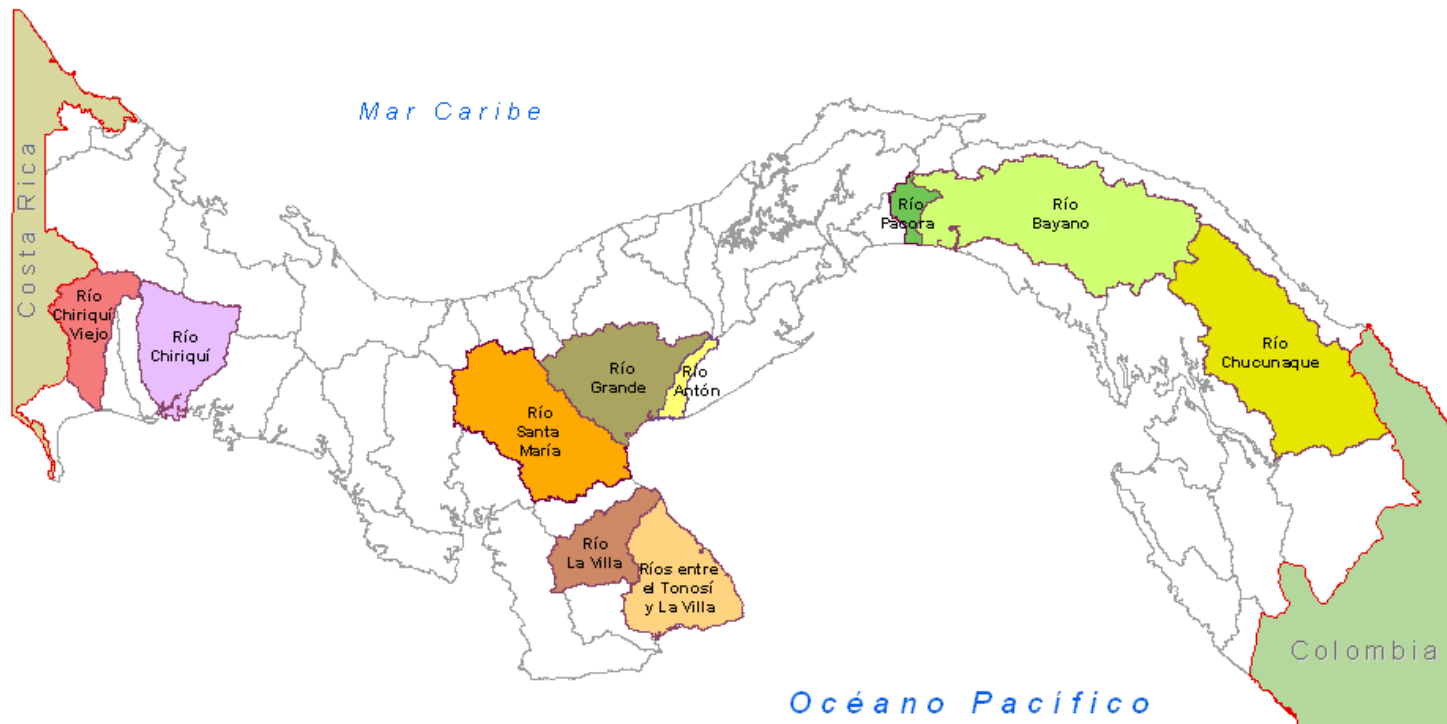 Mar Caribe
Costa Rica
Río
Chiriquí
Viejo
Río
Chiriquí
Río
Santa
María
Río
Grande
Río
Antón
Río
La Villa
Ríos entre
el Tonosí
y La Villa
Río
Pacora
Río
Bayano
Río
Chucunaque
Colombia
Océano Pacífico